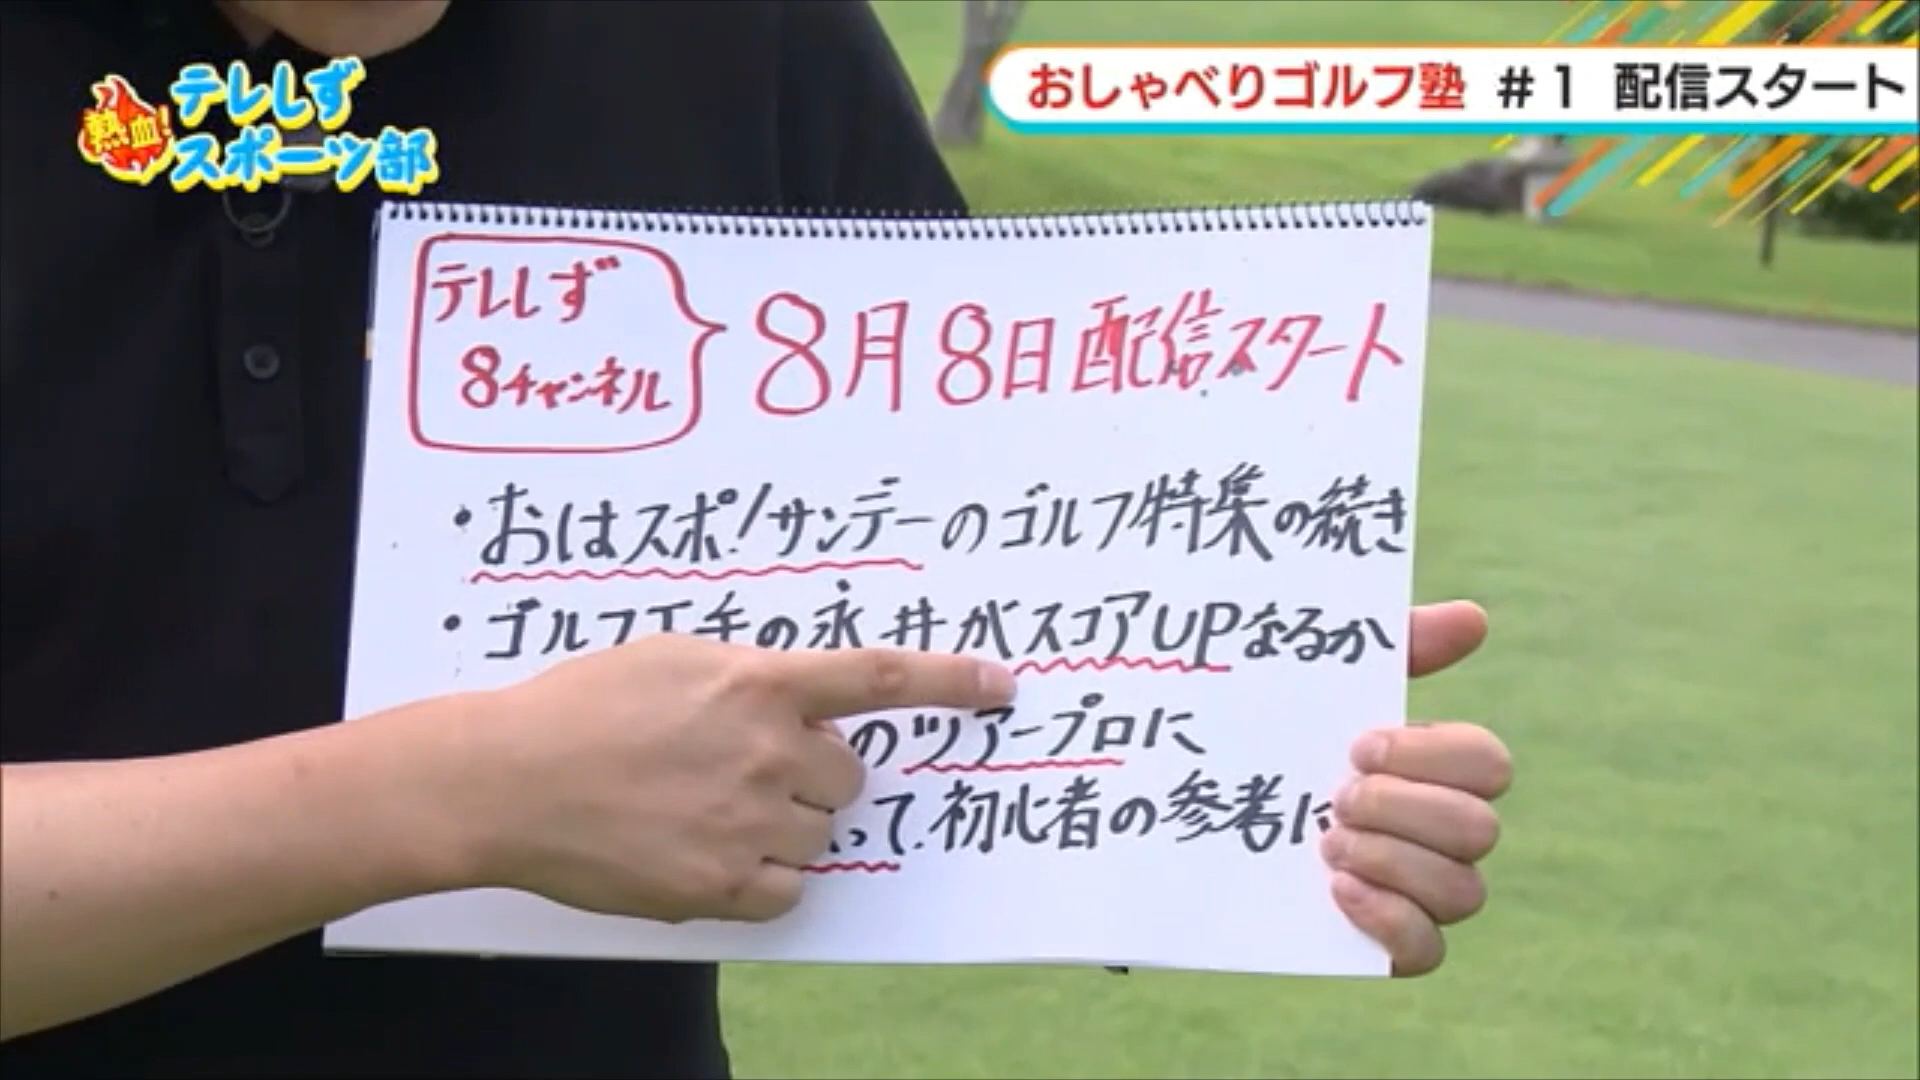 熱血!
テレしず
スポーツ部
おしゃべりゴルフ塾 #1 配信スタート
テレしず
8チャンネル
8月8日配信スタート
・おはスポ!サンデーのゴルフ特集の続き
・ゴルフ の永井がスコアUPなるか
のツアープロに
って、初心者の参考に